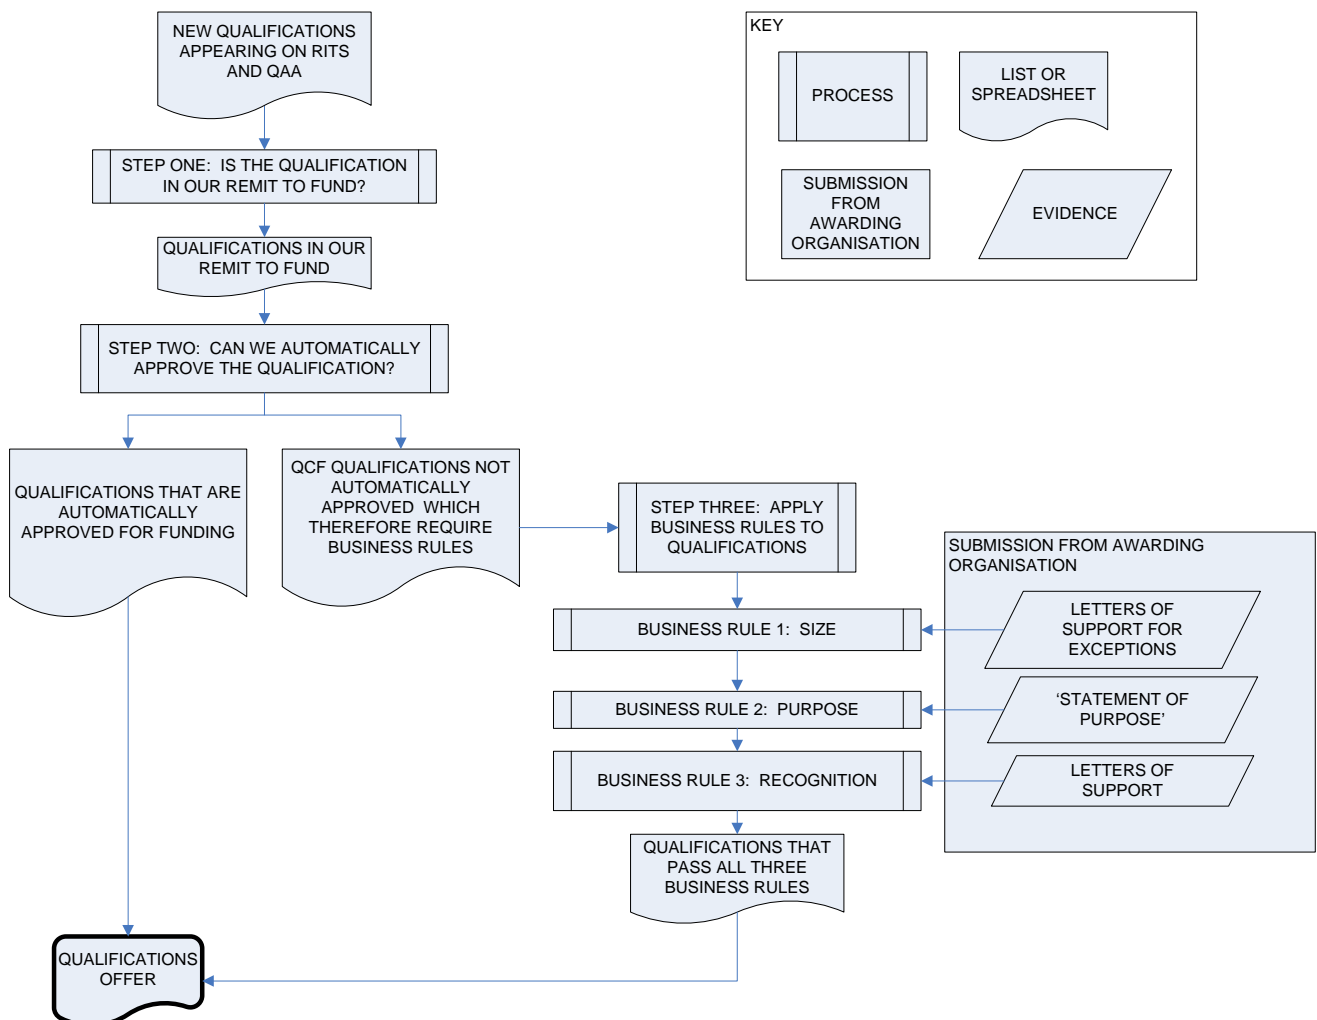 NEW QUALIFICATIONS
APPEARING ON RITS
AND QAA
KEY
PROCESS
LIST OR
SPREADSHEET
SUBMISSION
FROM
AWARDING
ORGANISATION
EVIDENCE
STEP ONE:  IS THE QUALIFICATION
IN OUR REMIT TO FUND?
QUALIFICATIONS IN OUR
REMIT TO FUND
STEP TWO:  CAN WE AUTOMATICALLY
APPROVE THE QUALIFICATION?
QUALIFICATIONS THAT ARE
AUTOMATICALLY
APPROVED FOR FUNDING
QCF QUALIFICATIONS NOT
AUTOMATICALLY
APPROVED  WHICH
THEREFORE REQUIRE
BUSINESS RULES
STEP THREE:  APPLY
BUSINESS RULES TO
QUALIFICATIONS
SUBMISSION FROM AWARDING
ORGANISATION
BUSINESS RULE 1:  SIZE
LETTERS OF
SUPPORT FOR
EXCEPTIONS
BUSINESS RULE 2:  PURPOSE
‘STATEMENT OF
PURPOSE’
BUSINESS RULE 3:  RECOGNITION
LETTERS OF
SUPPORT
QUALIFICATIONS THAT
PASS ALL THREE
BUSINESS RULES
QUALIFICATIONS
OFFER